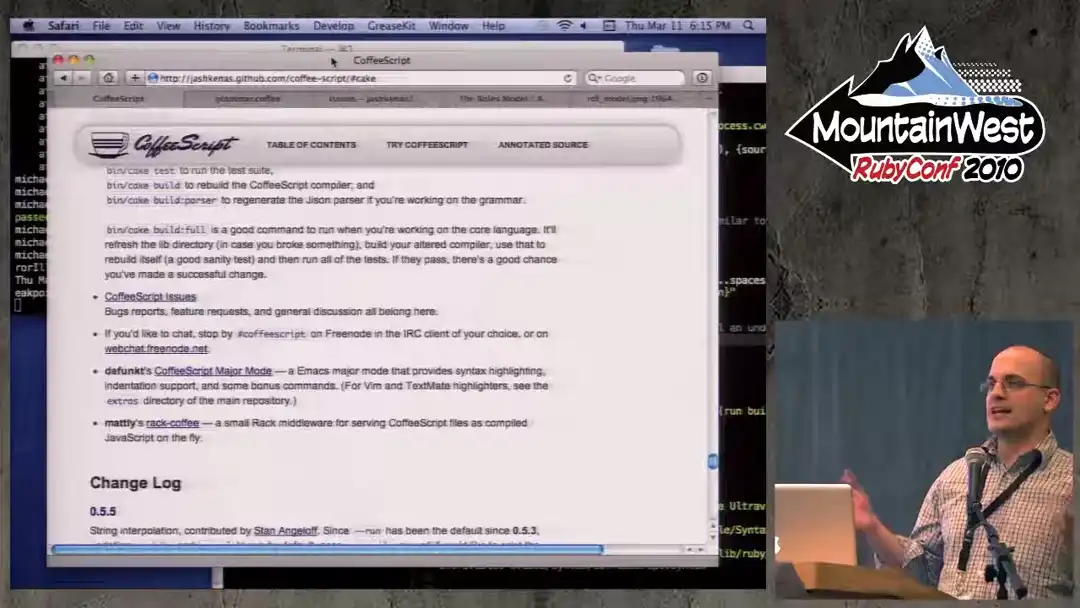 Safari File Edit View History Bookmarks Develop GreaseKit Window Help Thu Mar 11 6:15 PM
Terminal
CoffeeScript
http://jashkenas.github.com/coffee-script/#cake
Google
CoffeeScript grammar.coffee
CoffeeScript TABLE OF CONTENTS TRY COFFEESCRIPT ANNOTATED SOURCE
bin/cake test to run the test suite,
bin/cake build to rebuild the CoffeeScript compiler; and
bin/cake build:parser to regenerate the Jison parser if you're working on the grammar.
bin/cake build:full is a good command to run when you're working on the core language. It'll
refresh the lib directory (in case you broke something), build your altered compiler, use that to
rebuild itself (a good sanity test) and then run all of the tests. If they pass, there's a good chance
you've made a successful change.
• CoffeeScript Issues
Bugs reports, feature requests, and general discussion all belong here.
• If you'd like to chat, stop by #coffeescript on Freenode in the IRC client of your choice, or on
webchat.freenode.net.
• defunkt's CoffeeScript Major Mode — a Emacs major mode that provides syntax highlighting,
indentation support, and some bonus commands. (For Vim and TextMate highlighters, see the
extras directory of the main repository.)
• mattly's rack-coffee — a small Rack middleware for serving CoffeeScript files as compiled
JavaScript on the fly.
Change Log
0.5.5
String interpolation, contributed by Stan Angeloff. Since --run has been the default since 0.5.3,
MountainWest
RubyConf 2010